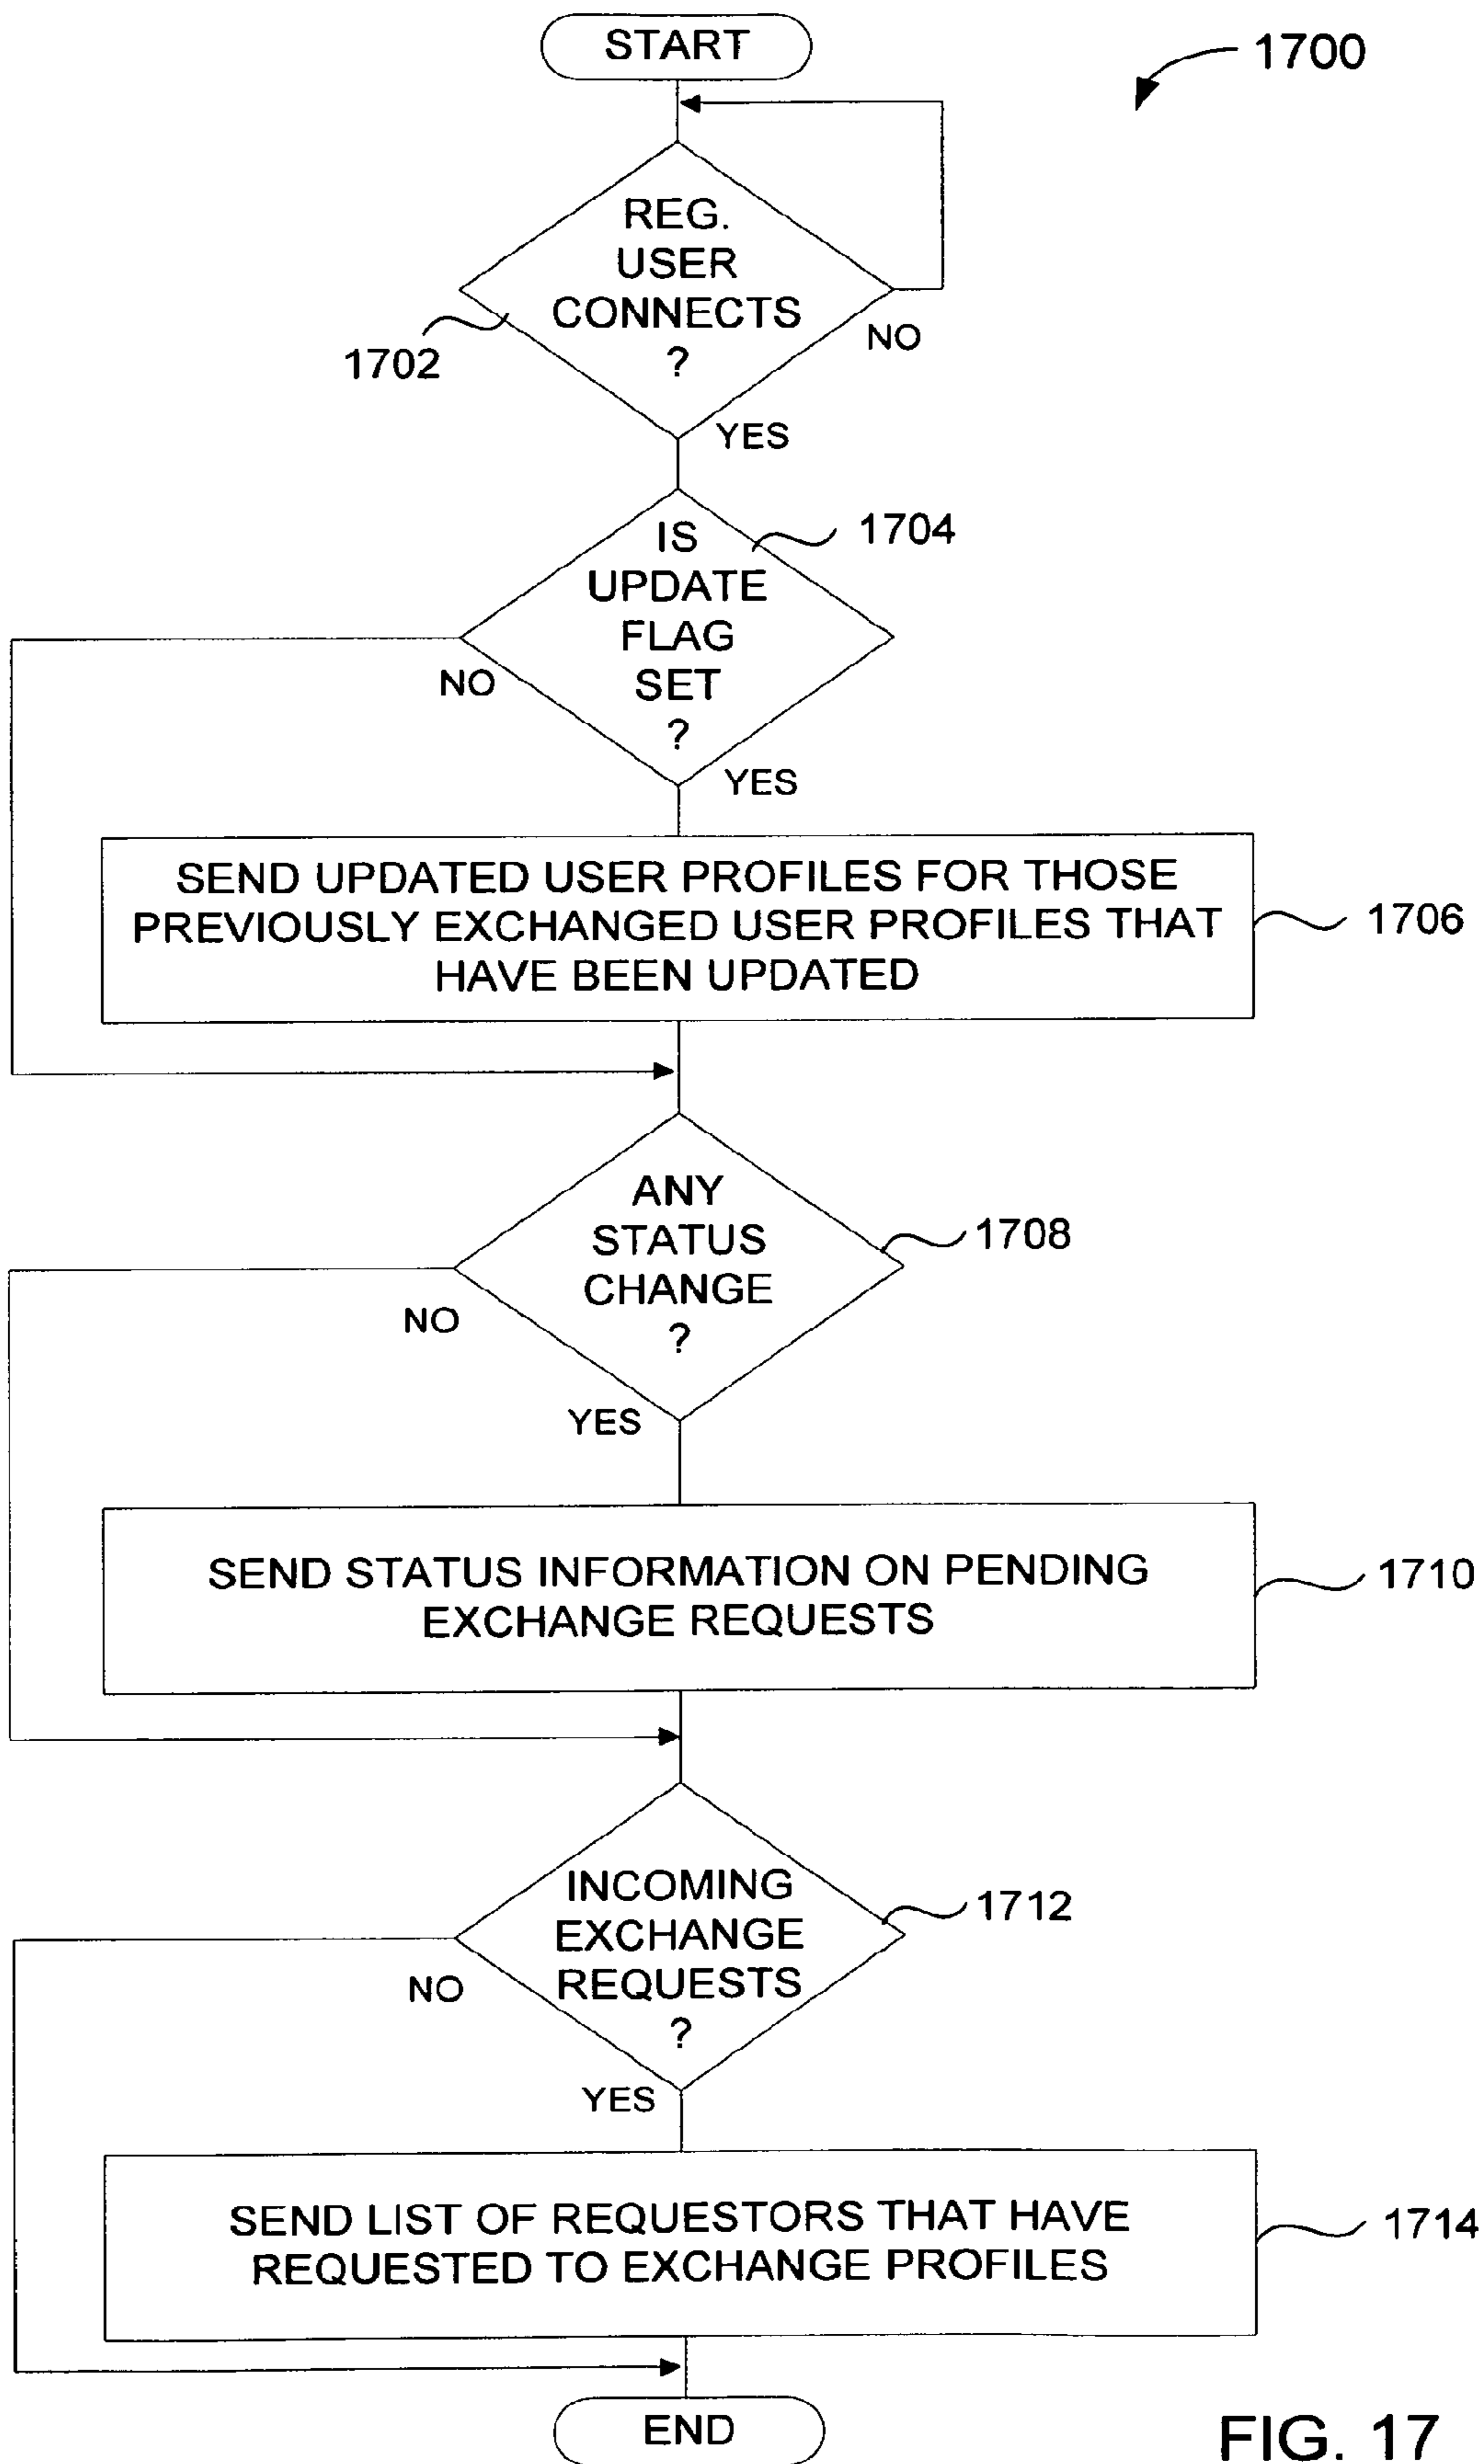 START
1700
REG.
USER
CONNECTS
?
NO
1702
YES
IS
UPDATE
FLAG
SET
?
1704
NO
YES
SEND UPDATED USER PROFILES FOR THOSE
PREVIOUSLY EXCHANGED USER PROFILES THAT
HAVE BEEN UPDATED
1706
ANY
STATUS
CHANGE
?
1708
NO
YES
SEND STATUS INFORMATION ON PENDING
EXCHANGE REQUESTS
1710
INCOMING
EXCHANGE
REQUESTS
?
1712
NO
YES
SEND LIST OF REQUESTORS THAT HAVE
REQUESTED TO EXCHANGE PROFILES
1714
END
FIG. 17